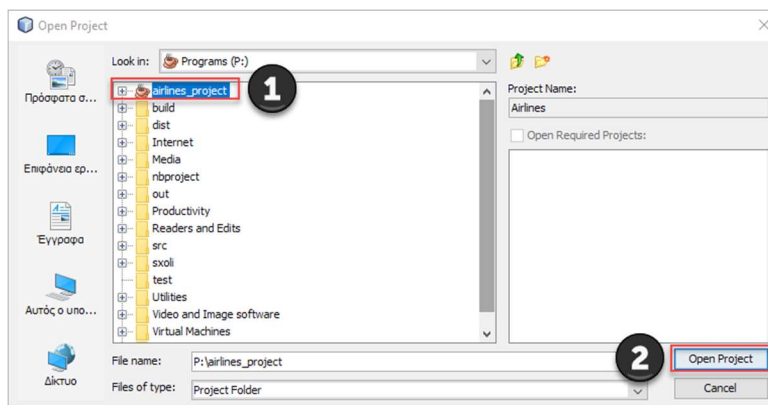 Open Project
Look in:
Programs (P:)
Πρόσφατα σ...
Επιφάνεια ερ...
Έγγραφα
Αυτός ο υπο...
Δίκτυο
airlines_project
1
build
dist
Internet
Media
nbproject
out
Productivity
Readers and Edits
src
sxoli
test
Utilities
Video and Image software
Virtual Machines
Project Name:
Airlines
Open Required Projects:
File name:
P:\airlines_project
2
Open Project
Files of type:
Project Folder
Cancel